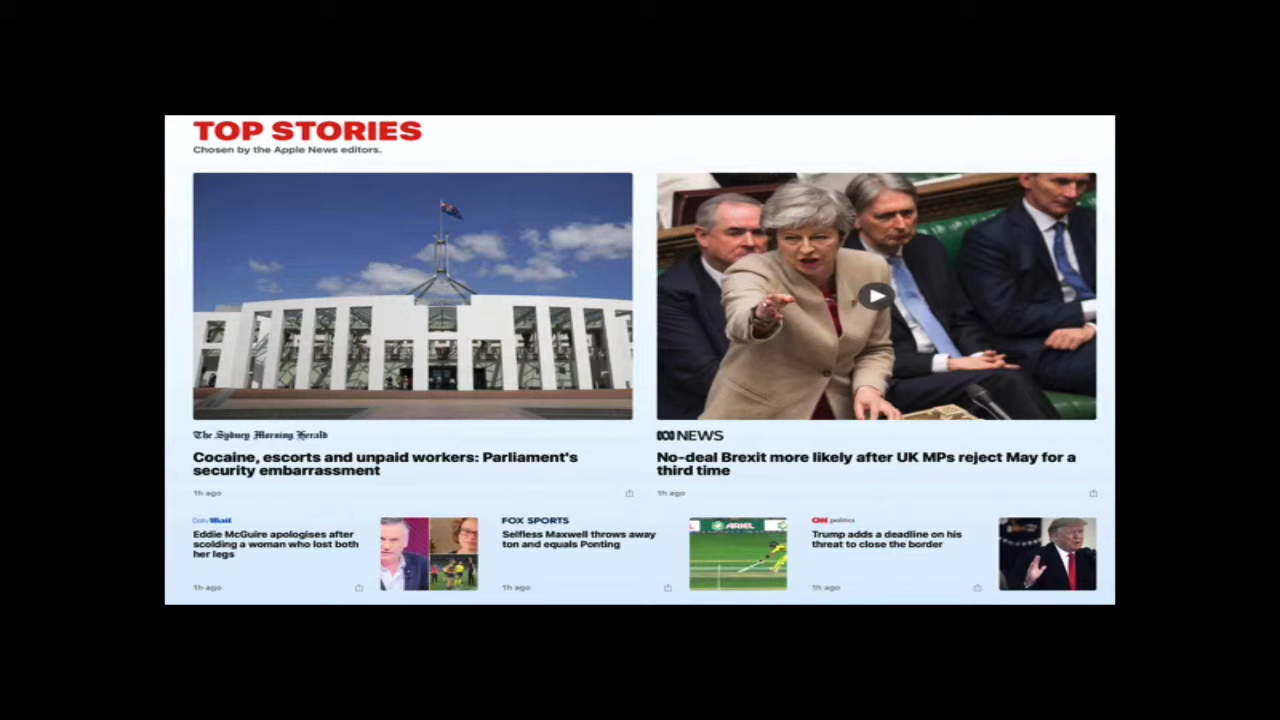 TOP STORIES
Chosen by the Apple News editors.
The Sydney Morning Herald
Cocaine, escorts and unpaid workers: Parliament's
security embarrassment
1h ago
ABC NEWS
No-deal Brexit more likely after UK MPs reject May for a
third time
1h ago
Daily Mail
Eddie McGuire apologises after
scolding a woman who lost both
her legs
1h ago
FOX SPORTS
Selfless Maxwell throws away
ton and equals Ponting
1h ago
ARIEL
CNN politics
Trump adds a deadline on his
threat to close the border
1h ago